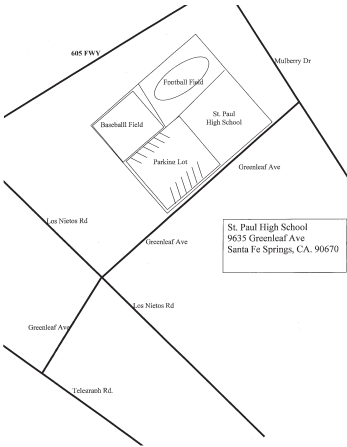 605 FWY
Mulberry Dr
Football Field
Baseballl Field
St. Paul
High School
Parking Lot
Greenleaf Ave
Los Nietos Rd
Greenleaf Ave
St. Paul High School
9635 Greenleaf Ave
Santa Fe Springs, CA. 90670
Los Nietos Rd
Greenleaf Ave
Telegraph Rd.